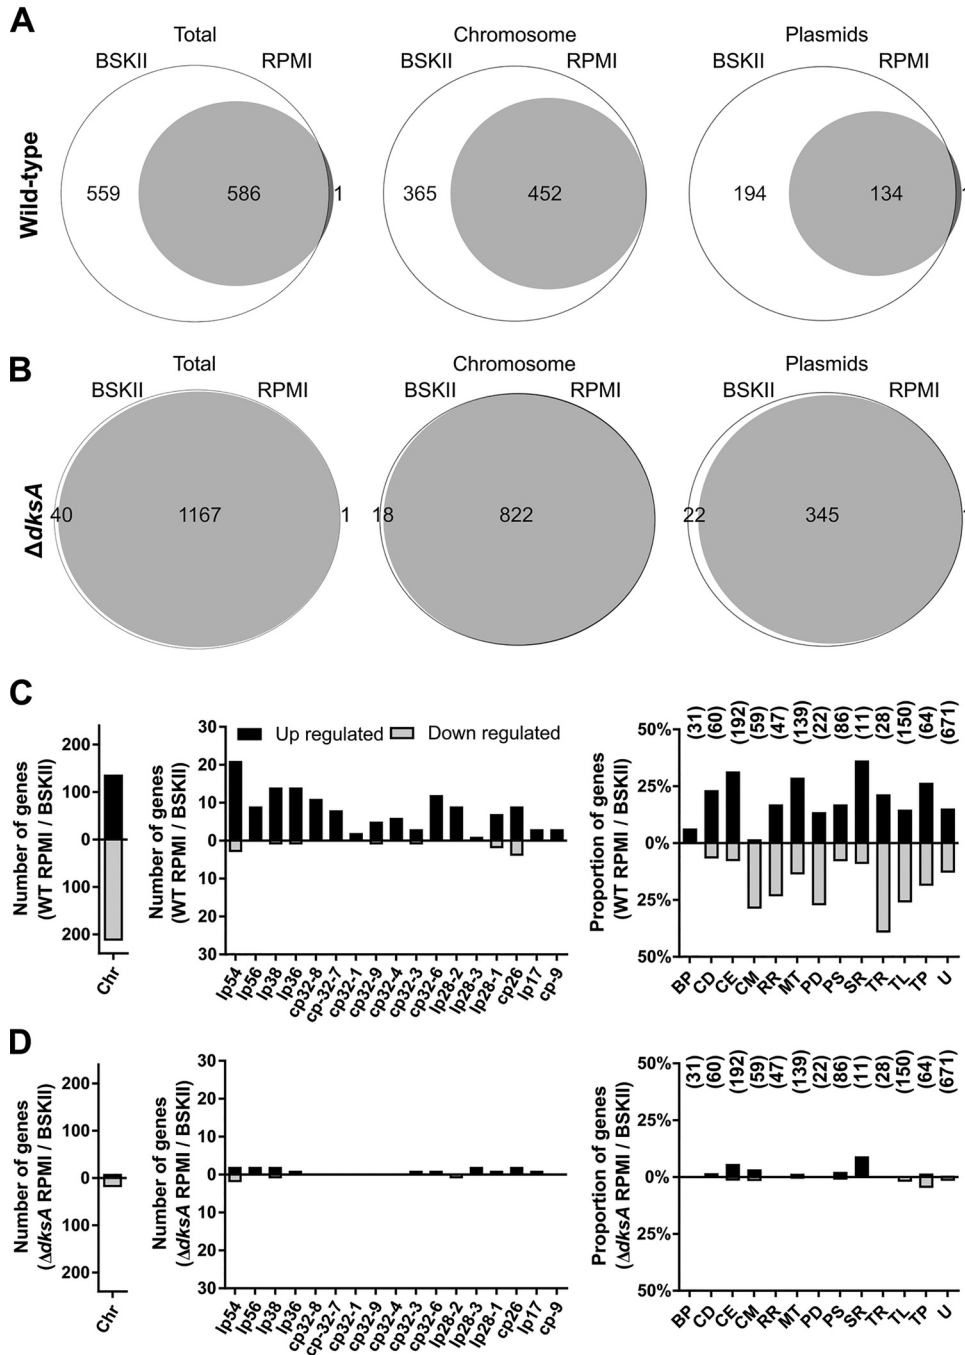 A
Total
Chromosome
Plasmids
BSKII
RPMI
BSKII
RPMI
BSKII
RPMI
Wild-type
559
586
1
365
452
194
134
1
B
Total
Chromosome
Plasmids
BSKII
RPMI
BSKII
RPMI
BSKII
RPMI
ΔdksA
40
1167
1
18
822
22
345
1
C
Number of genes
(WT RPMI / BSKII)
200
100
0
100
200
Chr
Number of genes
(WT RPMI / BSKII)
30
20
10
0
10
20
30
Up regulated
Down regulated
lp54
lp56
lp38
lp36
cp32-8
cp-32-7
cp32-1
cp32-9
cp32-4
cp32-3
cp32-6
lp28-2
lp28-3
lp28-1
cp26
lp17
cp-9
Proportion of genes
(WT RPMI / BSKII)
50%
25%
0%
25%
50%
(31)
(60)
(192)
(59)
(47)
(139)
(22)
(86)
(11)
(28)
(150)
(64)
(671)
BP
CD
CE
CM
RR
MT
PD
PS
SR
TR
TL
TP
U
D
Number of genes
(ΔdksA RPMI / BSKII)
200
100
0
100
200
Chr
Number of genes
(ΔdksA RPMI / BSKII)
30
20
10
0
10
20
30
lp54
lp56
lp38
lp36
cp32-8
cp-32-7
cp32-1
cp32-9
cp32-4
cp32-3
cp32-6
lp28-2
lp28-3
lp28-1
cp26
lp17
cp-9
Proportion of genes
(ΔdksA RPMI / BSKII)
50%
25%
0%
25%
50%
(31)
(60)
(192)
(59)
(47)
(139)
(22)
(86)
(11)
(28)
(150)
(64)
(671)
BP
CD
CE
CM
RR
MT
PD
PS
SR
TR
TL
TP
U